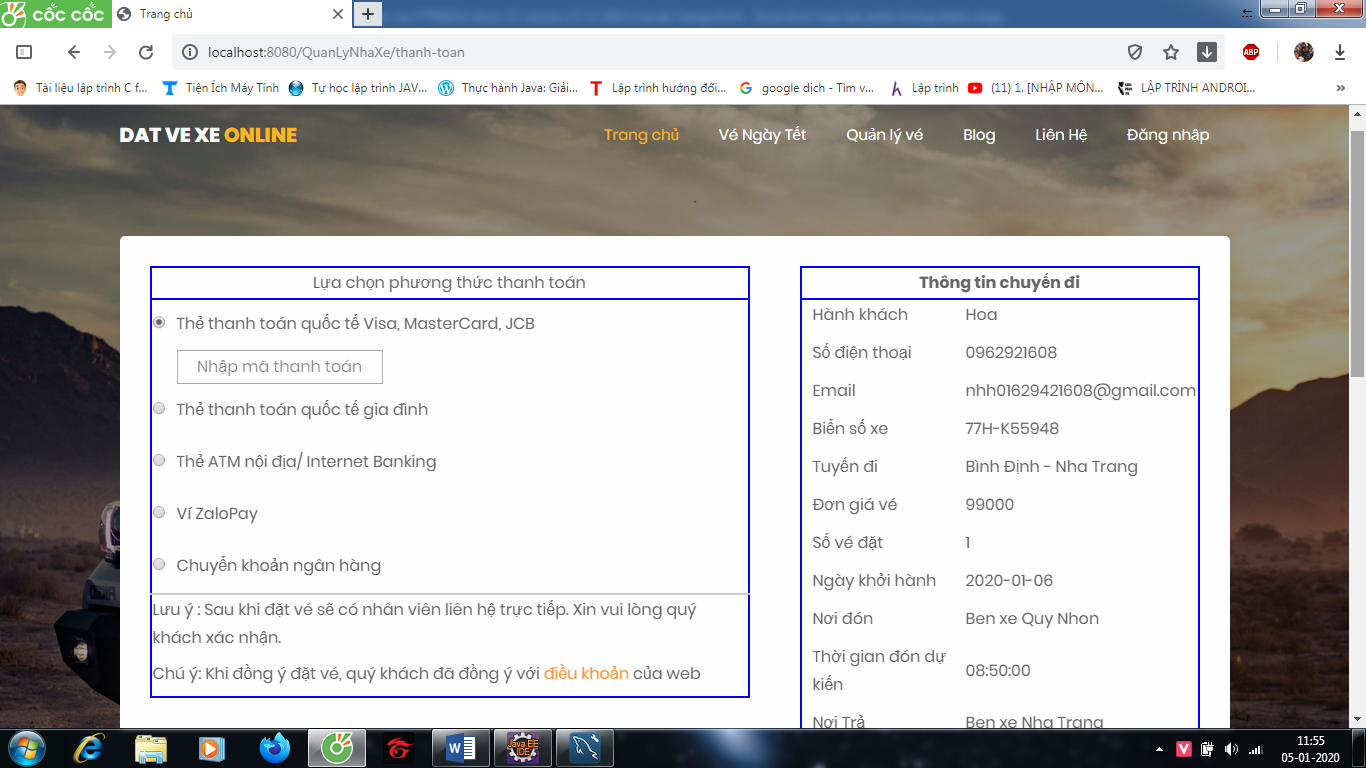 cốc cốc
Trang chủ
localhost:8080/QuanLyNhaXe/thanh-toan
ABP
Tài liệu lập trình C f...
Tiện Ích Máy Tính
Tự học lập trình JAV...
Thực hành Java: Giải...
Lập trình hướng đối...
google dịch - Tìm v...
Lập trình
(11) 1. [NHẬP MÔN...
LẬP TRÌNH ANDROI...
DAT VE XE ONLINE
Trang chủ
Vé Ngày Tết
Quản lý vé
Blog
Liên Hệ
Đăng nhập
Lựa chọn phương thức thanh toán
Thẻ thanh toán quốc tế Visa, MasterCard, JCB
Nhập mã thanh toán
Thẻ thanh toán quốc tế gia đình
Thẻ ATM nội địa/ Internet Banking
Ví ZaloPay
Chuyển khoản ngân hàng
Lưu ý : Sau khi đặt vé sẽ có nhân viên liên hệ trực tiếp. Xin vui lòng quý
khách xác nhận.
Chú ý: Khi đồng ý đặt vé, quý khách đã đồng ý với điều khoản của web
Thông tin chuyến đi
Hành khách Hoa
Số điện thoại 0962921608
Email nhh01629421608@gmail.com
Biển số xe 77H-K55948
Tuyến đi Bình Định - Nha Trang
Đơn giá vé 99000
Số vé đặt 1
Ngày khởi hành 2020-01-06
Nơi đón Ben xe Quy Nhon
Thời gian đón dự
kiến 08:50:00
Nơi Trả Ben xe Nha Trang
Java EE
IDE
11:55
05-01-2020